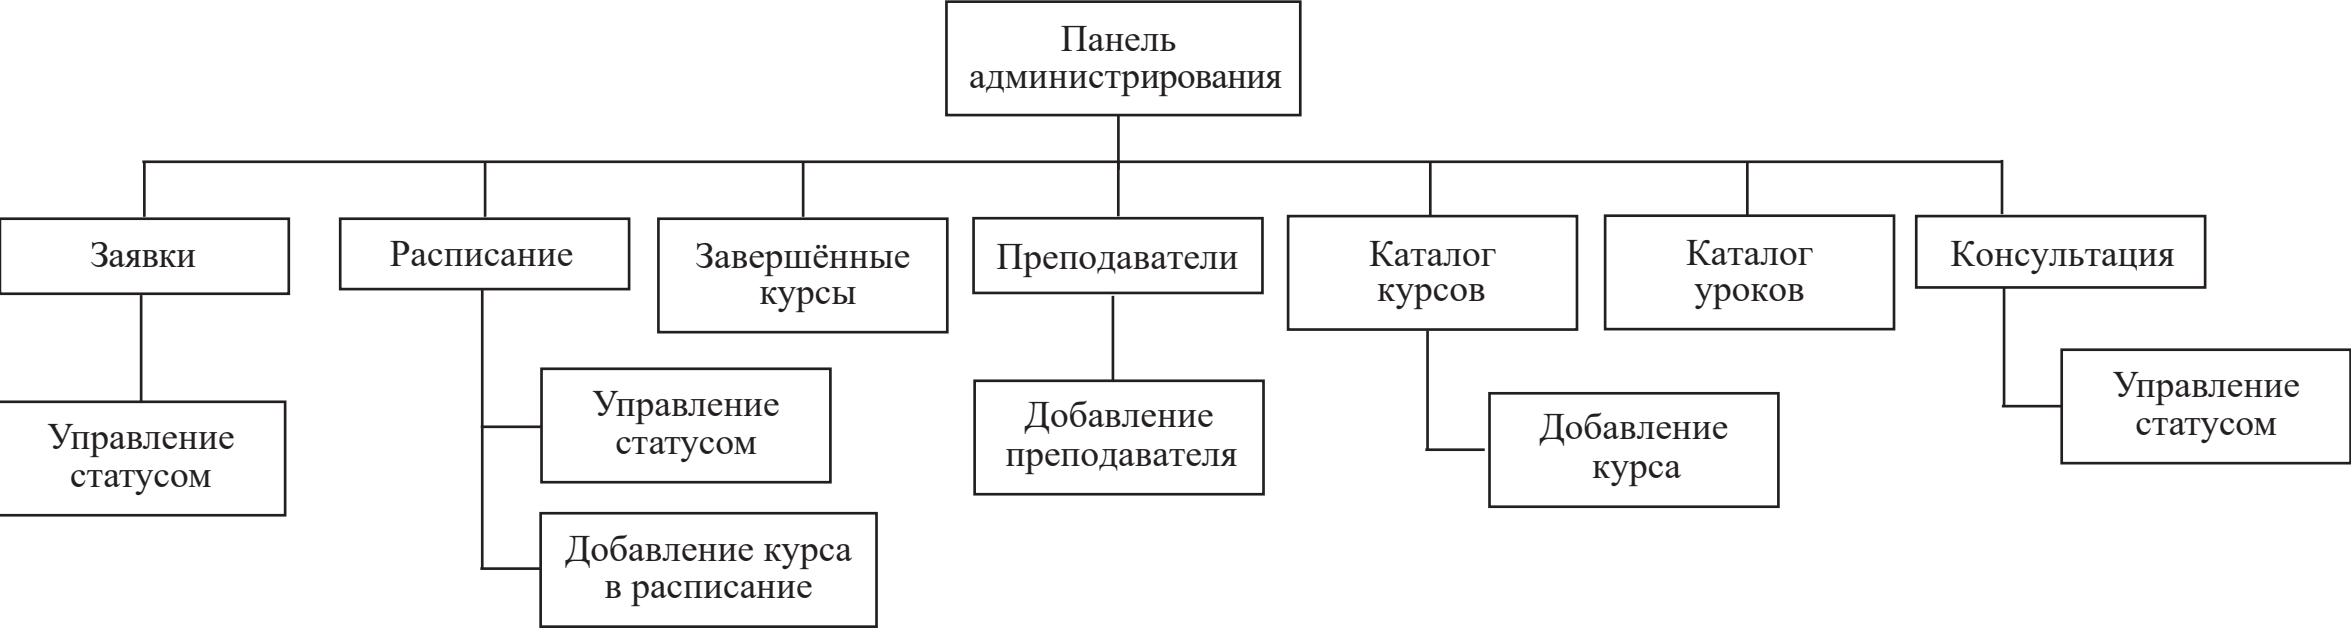 Панель
администрирования
Заявки
Расписание
Завершённые
курсы
Преподаватели
Каталог
курсов
Каталог
уроков
Консультация
Управление
статусом
Управление
статусом
Добавление курса
в расписание
Добавление
преподавателя
Добавление
курса
Управление
статусом